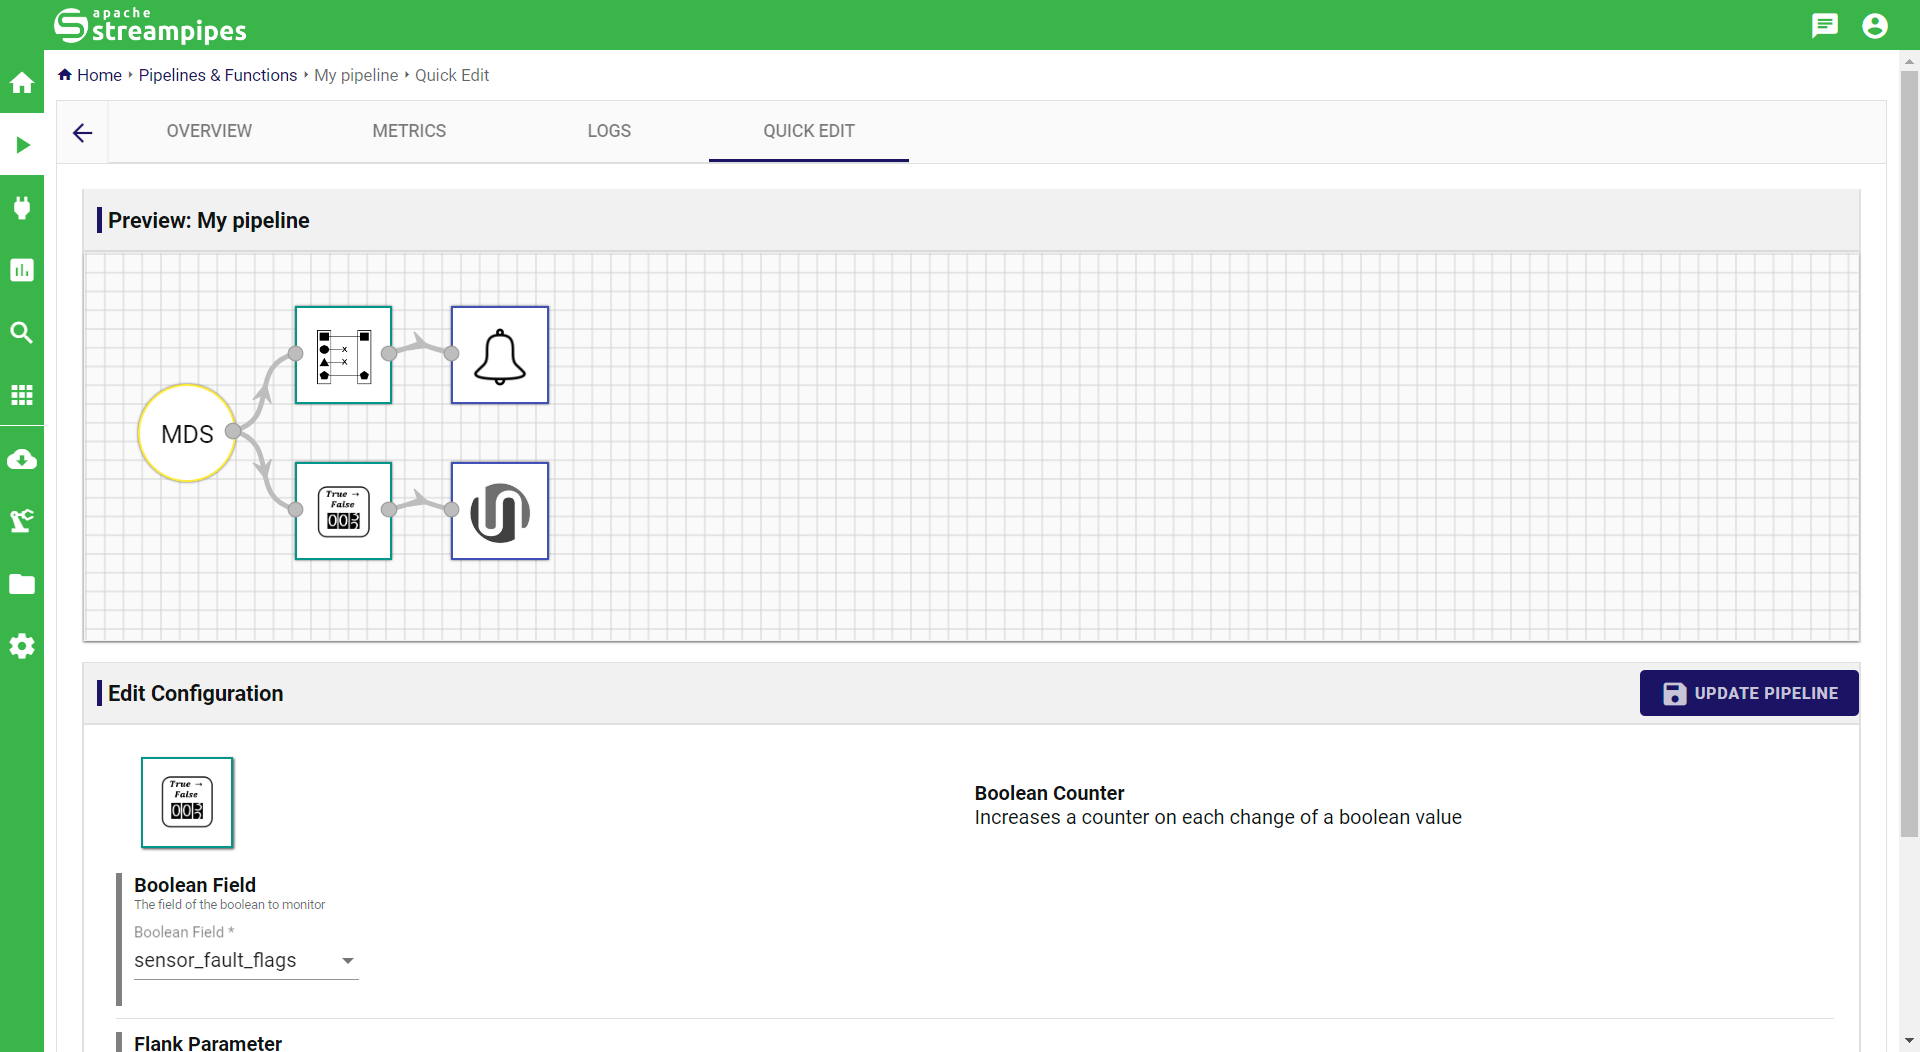 apache
streampipes
Home
Pipelines & Functions
My pipeline
Quick Edit
OVERVIEW
METRICS
LOGS
QUICK EDIT
Preview: My pipeline
MDS
True →
False
Edit Configuration
UPDATE PIPELINE
True →
False
Boolean Counter
Increases a counter on each change of a boolean value
Boolean Field
The field of the boolean to monitor
Boolean Field *
sensor_fault_flags
Flank Parameter